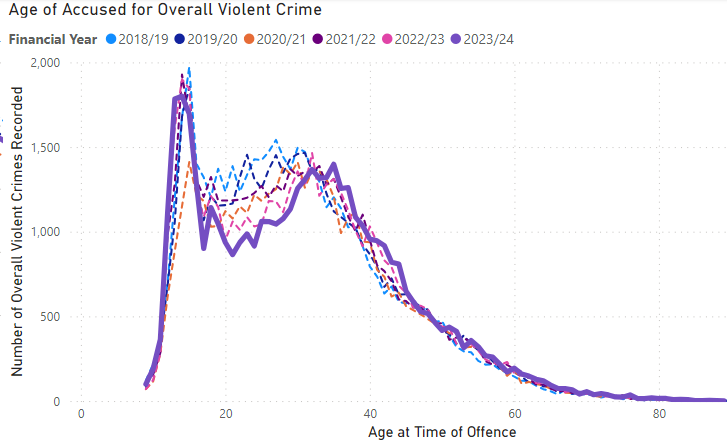 Age of Accused for Overall Violent Crime
Financial Year 2018/19 2019/20 2020/21 2021/22 2022/23 2023/24
Number of Overall Violent Crimes Recorded
2,000
1,500
1,000
500
0
0 20 40 60 80
Age at Time of Offence